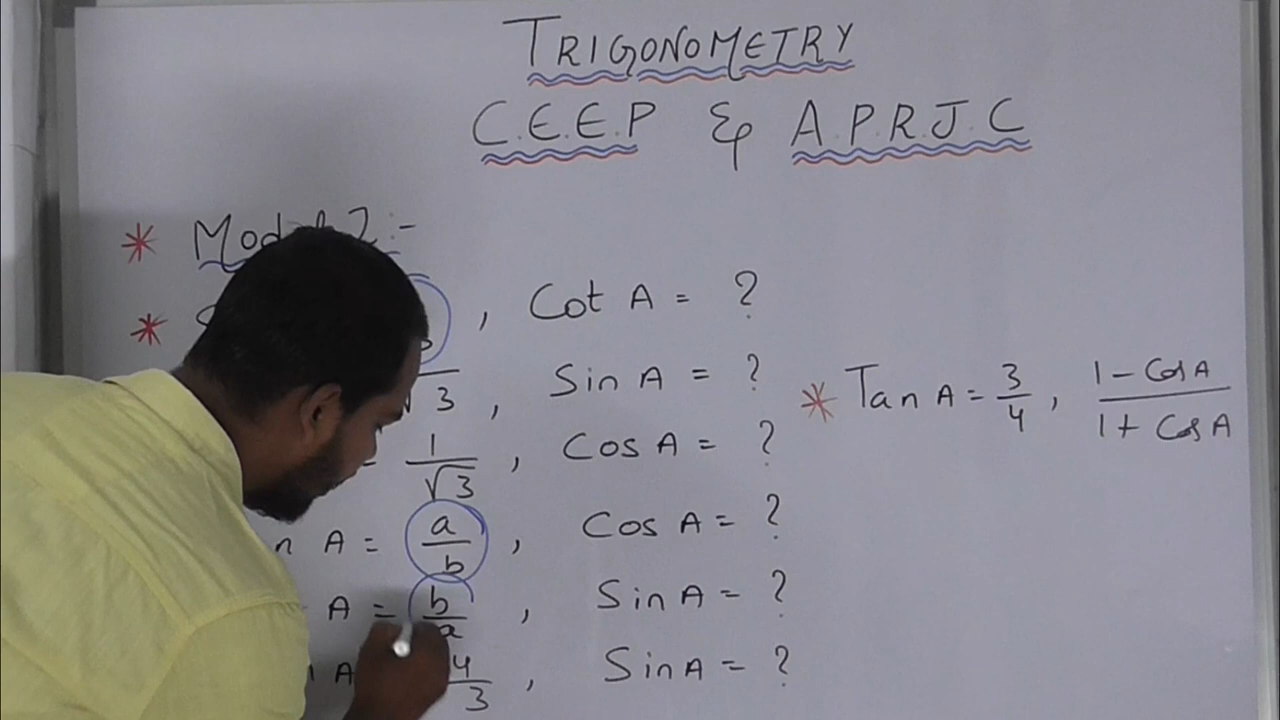 TRIGONOMETRY
C.E.E.P & A.P.R.J.C
* :-
* , Cot A = ?
√3 , Sin A = ?
= 1/√3 , Cos A = ?
A = a/b , Cos A = ?
A = b/a , Sin A = ?
A 4/3 , Sin A = ?
* Tan A = 3/4 , 1 - Cos A / 1 + Cos A